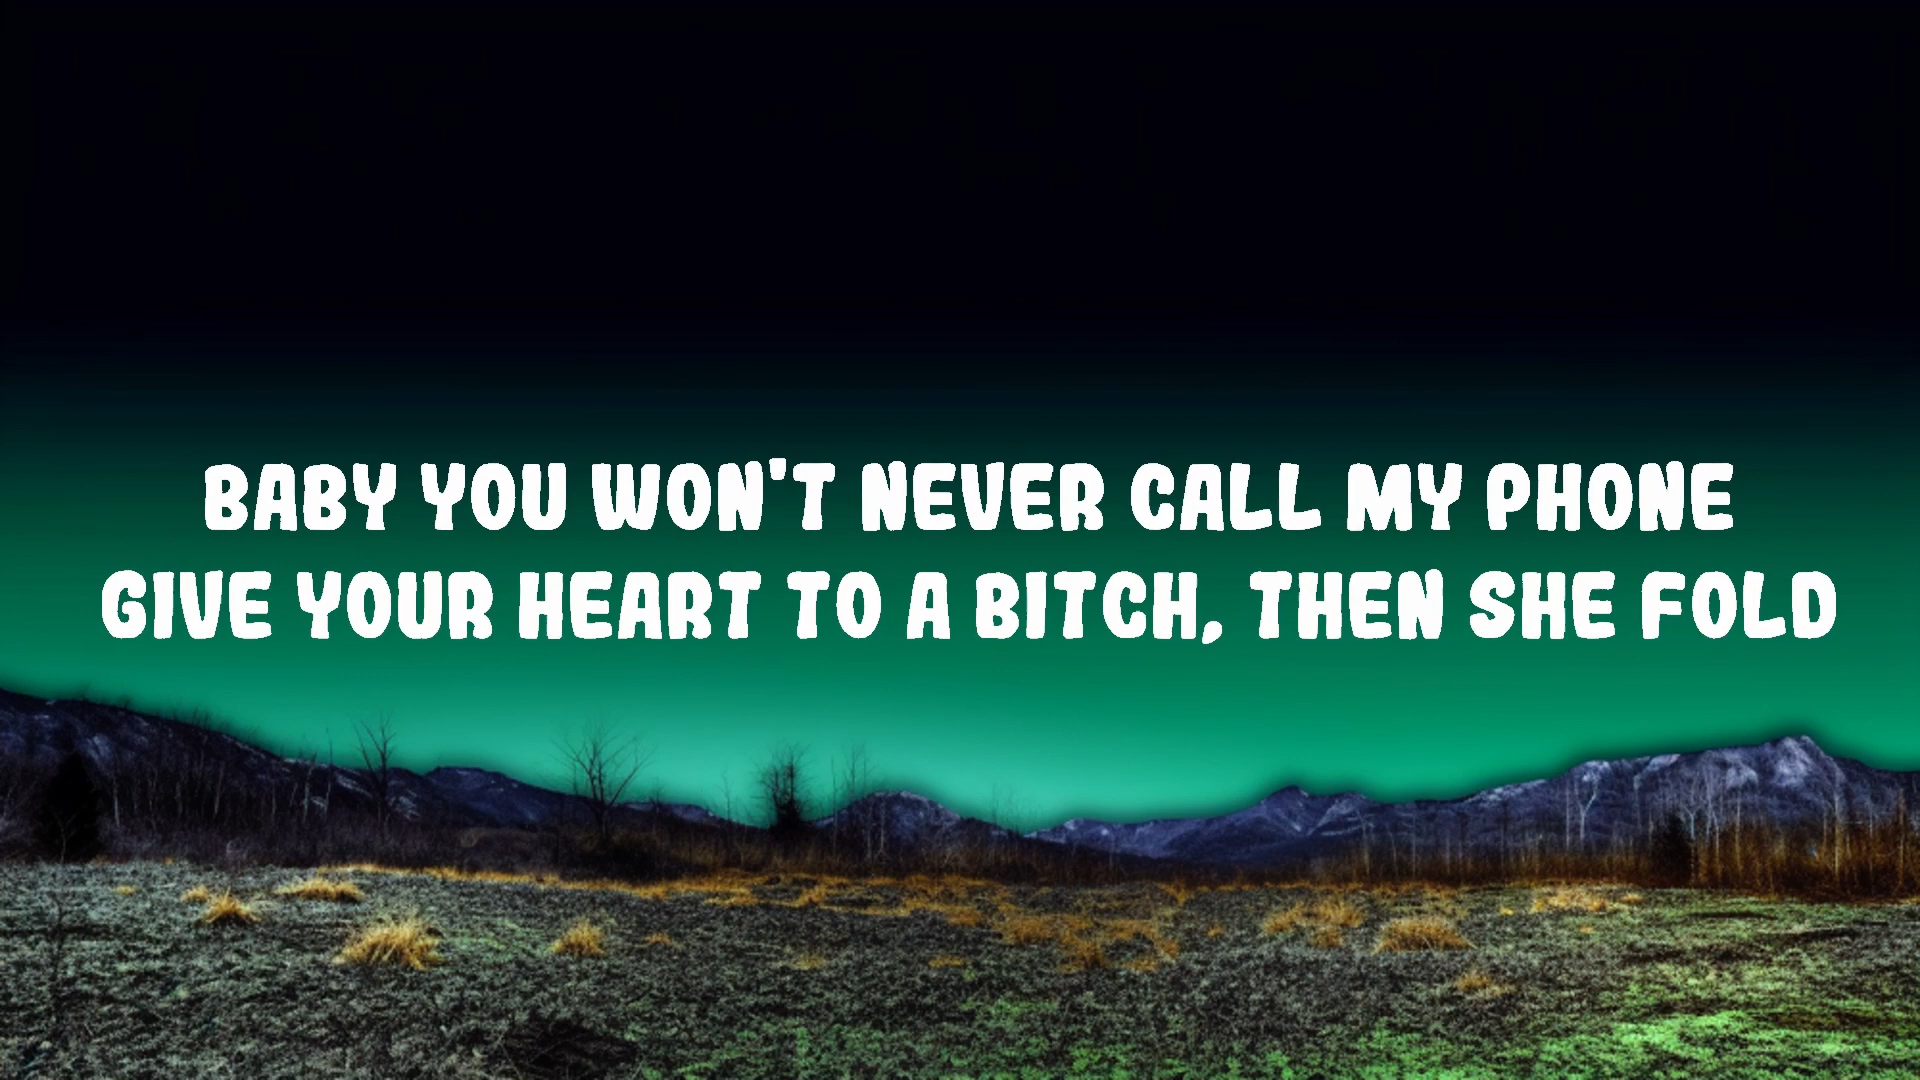 BABY YOU WON'T NEVER CALL MY PHONE
GIVE YOUR HEART TO A BITCH, THEN SHE FOLD